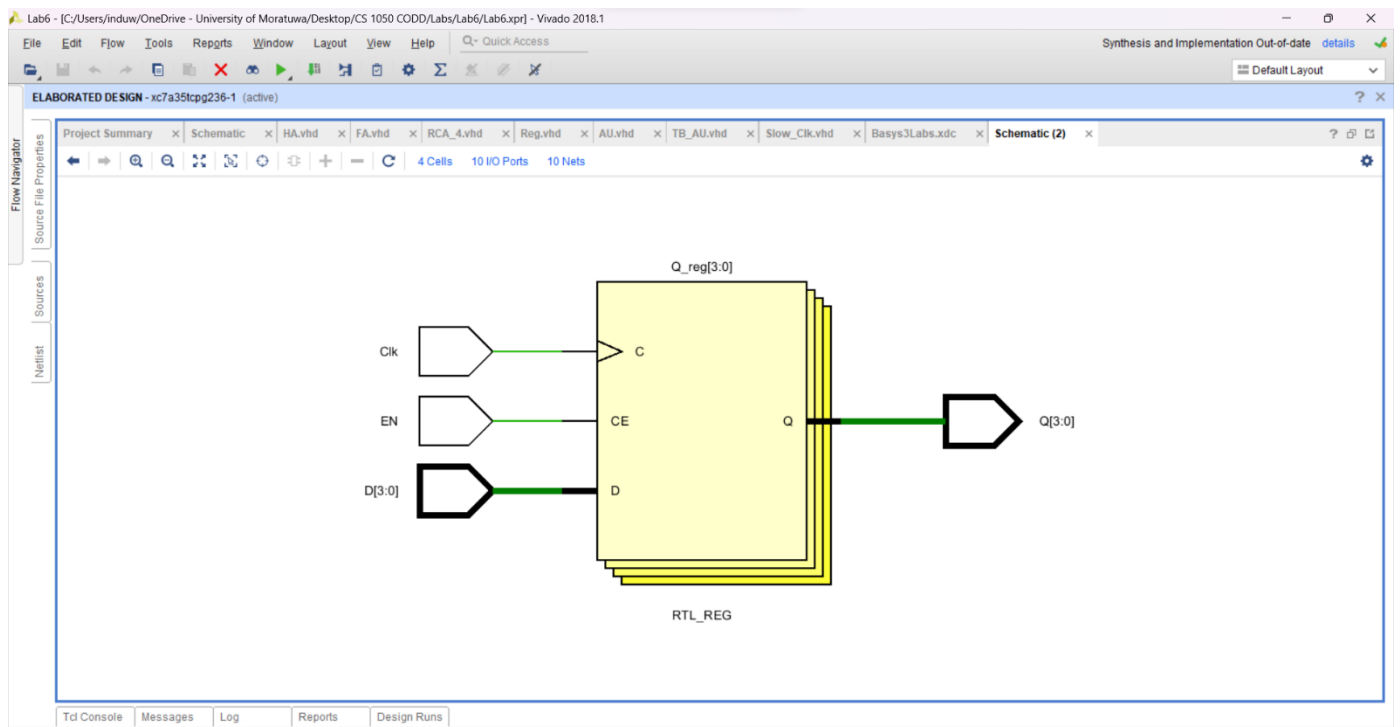 Lab6 - [C:/Users/induw/OneDrive - University of Moratuwa/Desktop/CS 1050 CODD/Labs/Lab6/Lab6.xpr] - Vivado 2018.1
File Edit Flow Tools Reports Window Layout View Help Quick Access
Synthesis and Implementation Out-of-date details
Default Layout
ELABORATED DESIGN - xc7a35tcpg236-1 (active)
Flow Navigator
Source File Properties
Sources
Netlist
Project Summary Schematic HA.vhd FA.vhd RCA_4.vhd Reg.vhd AU.vhd TB_AU.vhd Slow_Clk.vhd Basys3Labs.xdc Schematic (2)
4 Cells 10 I/O Ports 10 Nets
Q_reg[3:0]
Clk C
EN CE Q Q[3:0]
D[3:0] D
RTL_REG
Tcl Console Messages Log Reports Design Runs